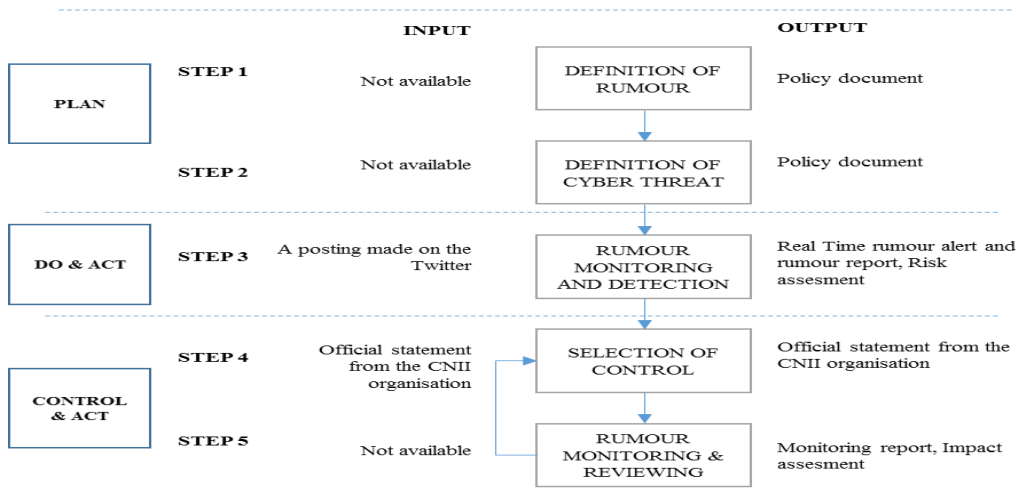 INPUT
OUTPUT
PLAN
STEP 1
Not available
DEFINITION OF
RUMOUR
Policy document
STEP 2
Not available
DEFINITION OF
CYBER THREAT
Policy document
DO & ACT
STEP 3
A posting made on the
Twitter
RUMOUR
MONITORING
AND DETECTION
Real Time rumour alert and
rumour report, Risk
assesment
CONTROL
& ACT
STEP 4
Official statement
from the CNII
organisation
SELECTION OF
CONTROL
Official statement from the
CNII organisation
STEP 5
Not available
RUMOUR
MONITORING &
REVIEWING
Monitoring report, Impact
assesment